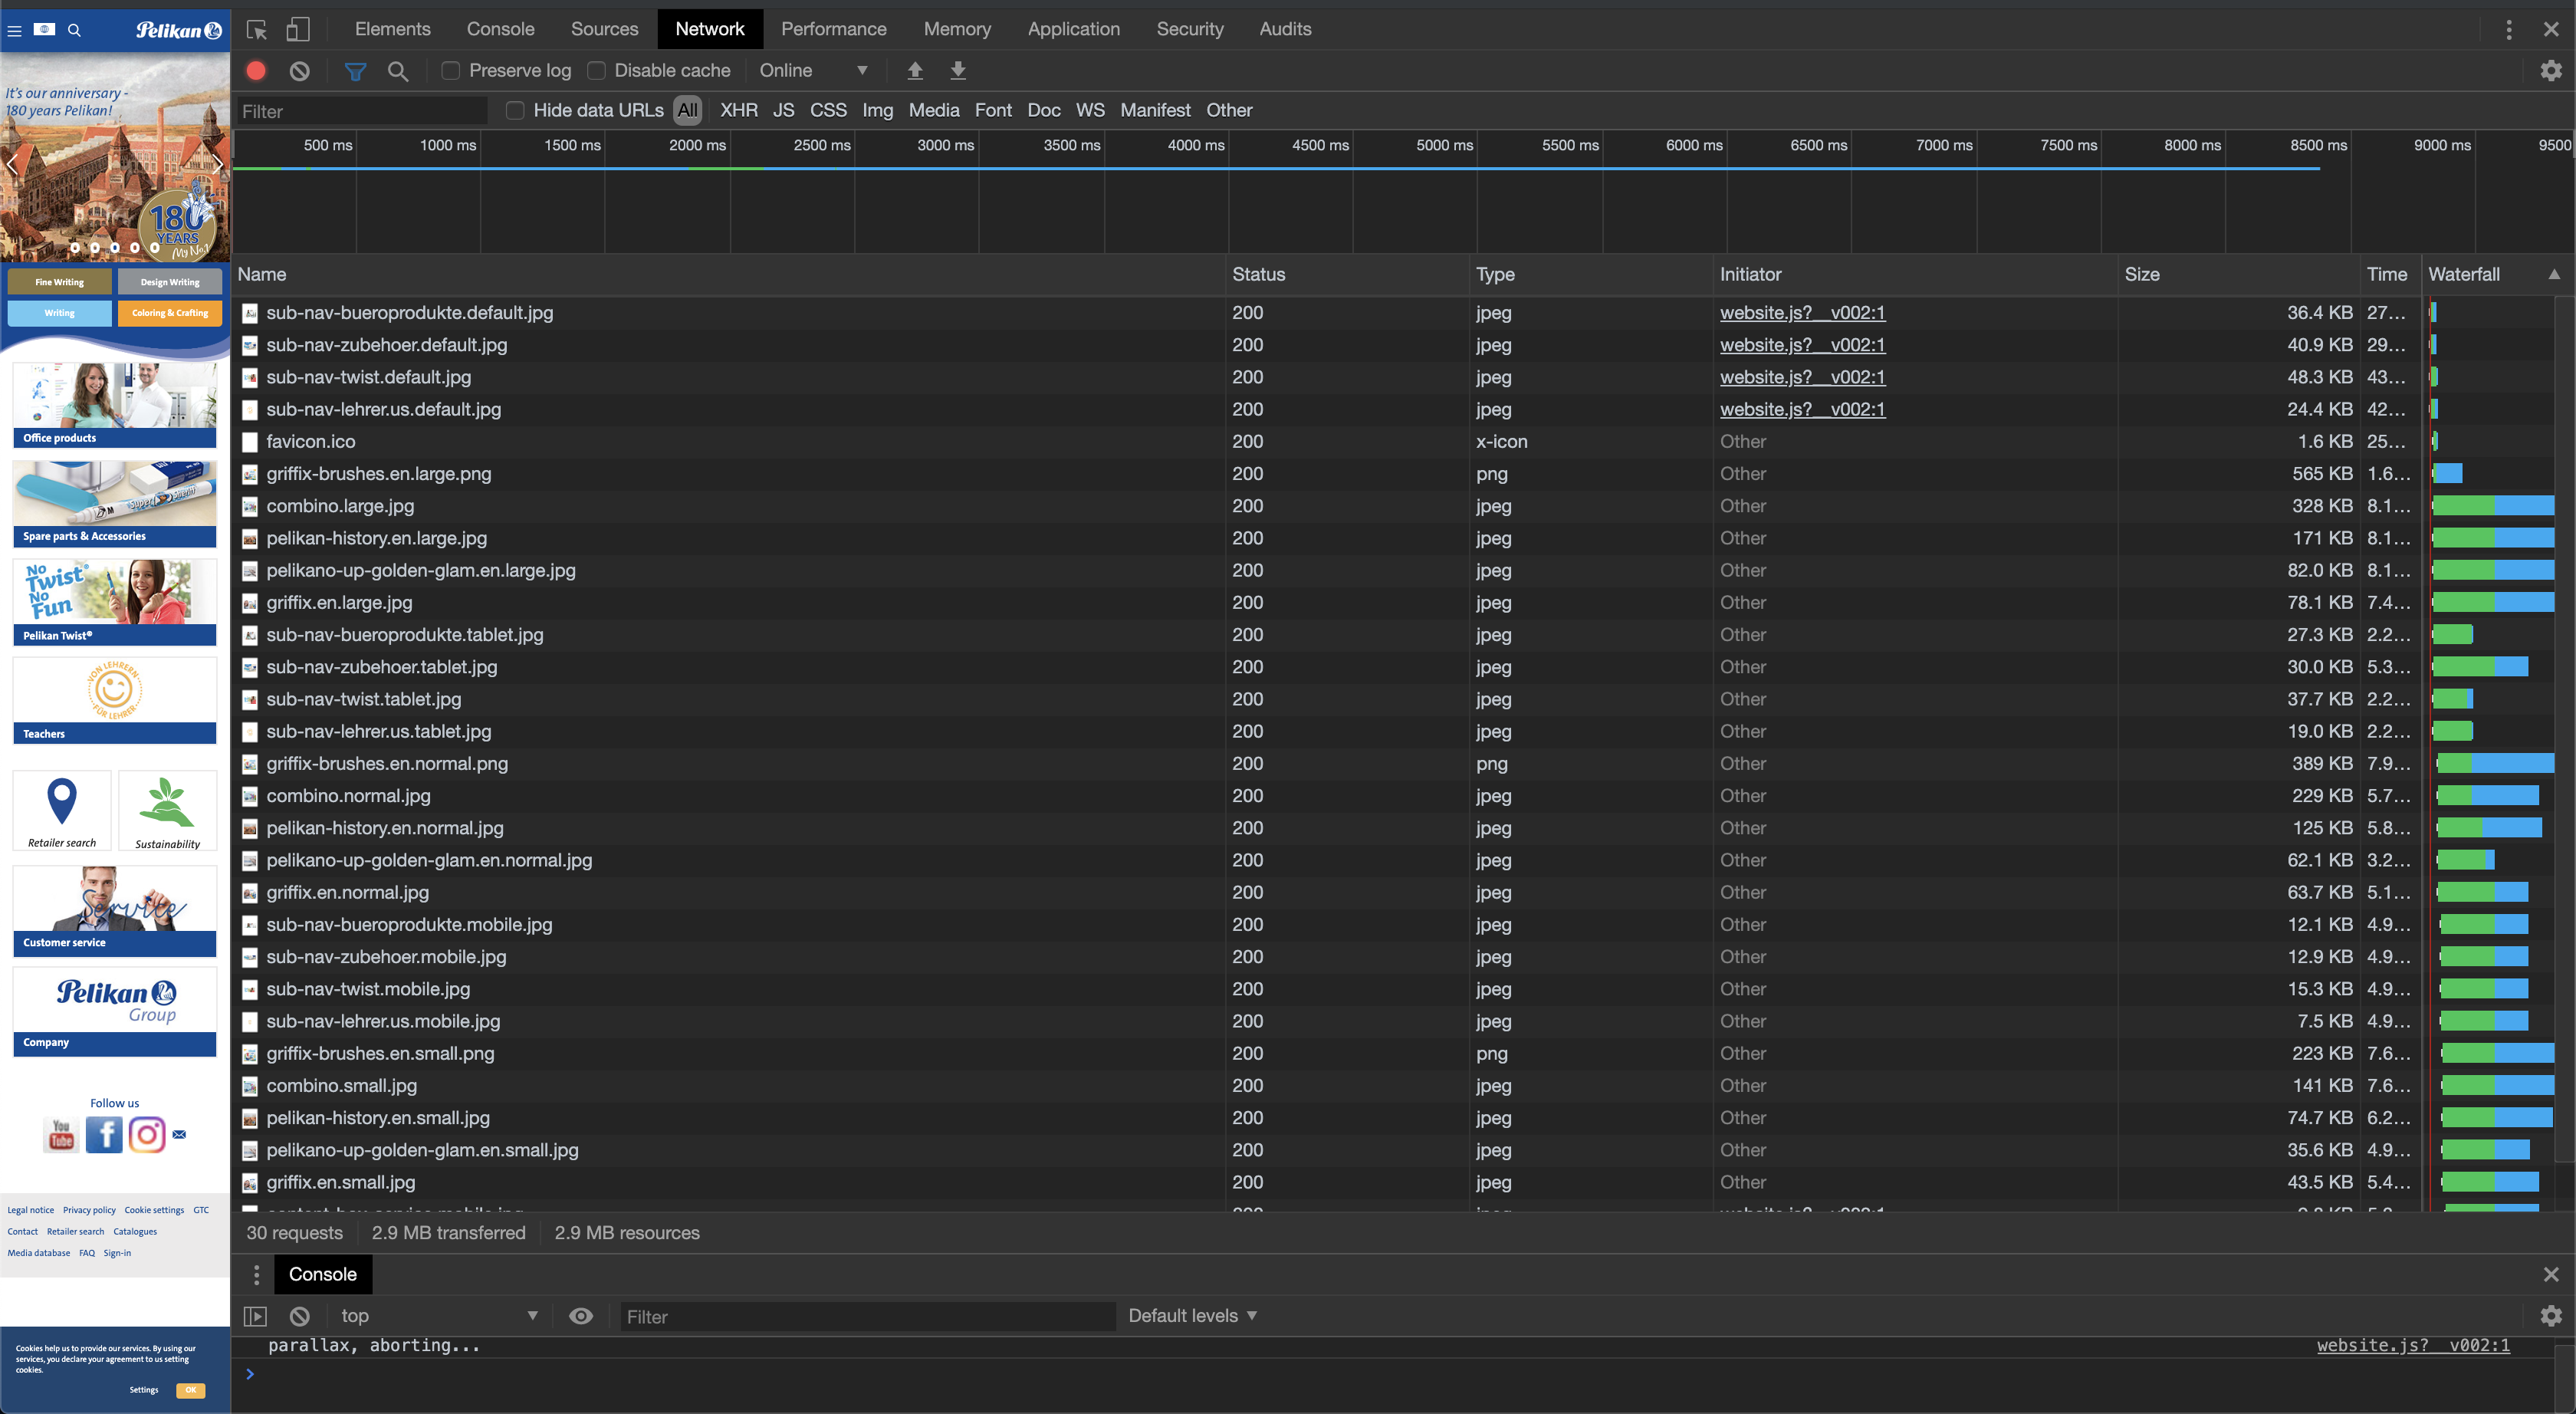 Pelikan
It's our anniversary -
180 years Pelikan!
180
YEARS
My No.1
Fine Writing
Design Writing
Writing
Coloring & Crafting
Office products
Spare parts & Accessories
No
Twist®
No
Fun
Pelikan Twist®
VON LEHRERN
FÜR LEHRER
Teachers
Retailer search
Sustainability
Service
Customer service
Pelikan
Group
Company
Follow us
You
Tube
Legal notice Privacy policy Cookie settings GTC
Contact Retailer search Catalogues
Media database FAQ Sign-in
Cookies help us to provide our services. By using our
services, you declare your agreement to us setting
cookies.
Settings OK
Elements Console Sources Network Performance Memory Application Security Audits
Preserve log Disable cache Online
Filter Hide data URLs All XHR JS CSS Img Media Font Doc WS Manifest Other
500 ms 1000 ms 1500 ms 2000 ms 2500 ms 3000 ms 3500 ms 4000 ms 4500 ms 5000 ms 5500 ms 6000 ms 6500 ms 7000 ms 7500 ms 8000 ms 8500 ms 9000 ms 9500
Name Status Type Initiator Size Time Waterfall
sub-nav-bueroprodukte.default.jpg 200 jpeg website.js?__v002:1 36.4 KB 27...
sub-nav-zubehoer.default.jpg 200 jpeg website.js?__v002:1 40.9 KB 29...
sub-nav-twist.default.jpg 200 jpeg website.js?__v002:1 48.3 KB 43...
sub-nav-lehrer.us.default.jpg 200 jpeg website.js?__v002:1 24.4 KB 42...
favicon.ico 200 x-icon Other 1.6 KB 25...
griffix-brushes.en.large.png 200 png Other 565 KB 1.6...
combino.large.jpg 200 jpeg Other 328 KB 8.1...
pelikan-history.en.large.jpg 200 jpeg Other 171 KB 8.1...
pelikano-up-golden-glam.en.large.jpg 200 jpeg Other 82.0 KB 8.1...
griffix.en.large.jpg 200 jpeg Other 78.1 KB 7.4...
sub-nav-bueroprodukte.tablet.jpg 200 jpeg Other 27.3 KB 2.2...
sub-nav-zubehoer.tablet.jpg 200 jpeg Other 30.0 KB 5.3...
sub-nav-twist.tablet.jpg 200 jpeg Other 37.7 KB 2.2...
sub-nav-lehrer.us.tablet.jpg 200 jpeg Other 19.0 KB 2.2...
griffix-brushes.en.normal.png 200 png Other 389 KB 7.9...
combino.normal.jpg 200 jpeg Other 229 KB 5.7...
pelikan-history.en.normal.jpg 200 jpeg Other 125 KB 5.8...
pelikano-up-golden-glam.en.normal.jpg 200 jpeg Other 62.1 KB 3.2...
griffix.en.normal.jpg 200 jpeg Other 63.7 KB 5.1...
sub-nav-bueroprodukte.mobile.jpg 200 jpeg Other 12.1 KB 4.9...
sub-nav-zubehoer.mobile.jpg 200 jpeg Other 12.9 KB 4.9...
sub-nav-twist.mobile.jpg 200 jpeg Other 15.3 KB 4.9...
sub-nav-lehrer.us.mobile.jpg 200 jpeg Other 7.5 KB 4.9...
griffix-brushes.en.small.png 200 png Other 223 KB 7.6...
combino.small.jpg 200 jpeg Other 141 KB 7.6...
pelikan-history.en.small.jpg 200 jpeg Other 74.7 KB 6.2...
pelikano-up-golden-glam.en.small.jpg 200 jpeg Other 35.6 KB 4.9...
griffix.en.small.jpg 200 jpeg Other 43.5 KB 5.4...
30 requests 2.9 MB transferred 2.9 MB resources
Console
top Filter Default levels
parallax, aborting... website.js?__v002:1